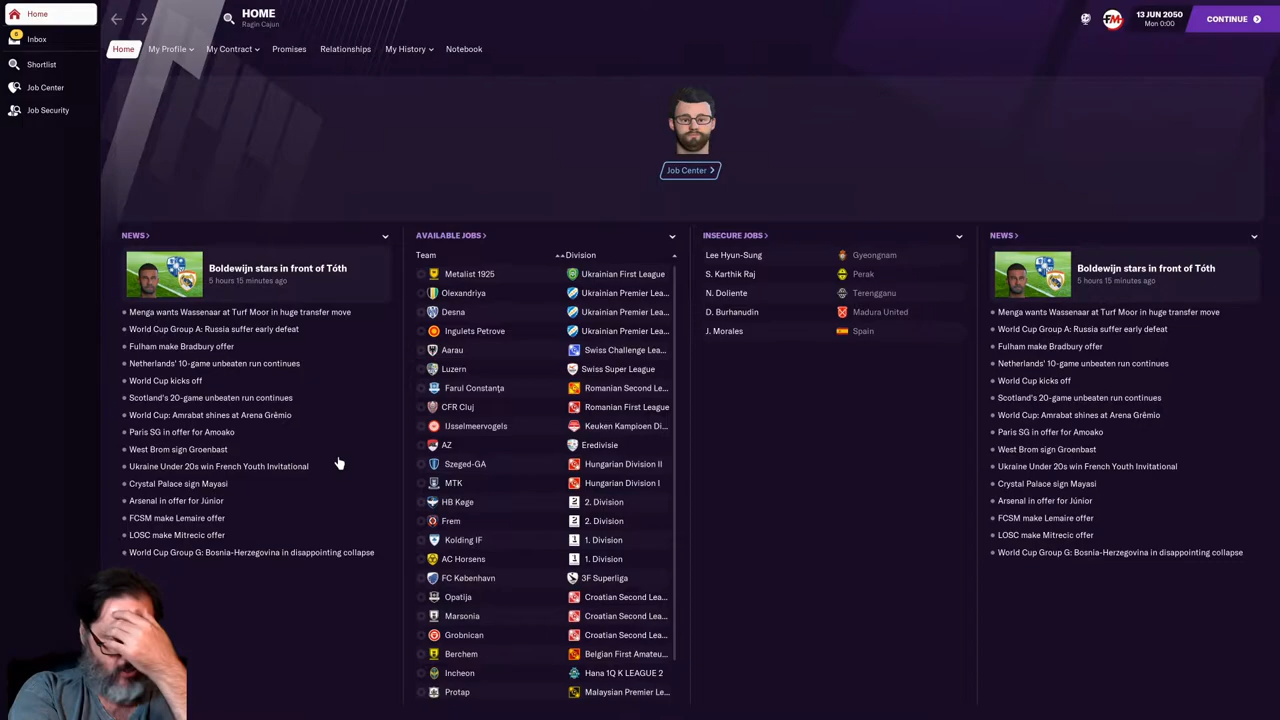 Home
6
Inbox
Shortlist
Job Center
Job Security
HOME
Ragin Cajun
FM
13 JUN 2050
Mon 0:00
CONTINUE
Home
My Profile
My Contract
Promises
Relationships
My History
Notebook
Job Center
NEWS
Boldewijn stars in front of Tóth
5 hours 15 minutes ago
Menga wants Wassenaar at Turf Moor in huge transfer move
World Cup Group A: Russia suffer early defeat
Fulham make Bradbury offer
Netherlands' 10-game unbeaten run continues
World Cup kicks off
Scotland's 20-game unbeaten run continues
World Cup: Amrabat shines at Arena Grêmio
Paris SG in offer for Amoako
West Brom sign Groenbast
Ukraine Under 20s win French Youth Invitational
Crystal Palace sign Mayasi
Arsenal in offer for Júnior
FCSM make Lemaire offer
LOSC make Mitrecic offer
World Cup Group G: Bosnia-Herzegovina in disappointing collapse
AVAILABLE JOBS
Team Division
Metalist 1925 Ukrainian First League
Olexandriya Ukrainian Premier Lea...
Desna Ukrainian Premier Lea...
Ingulets Petrove Ukrainian Premier Lea...
Aarau Swiss Challenge Lea...
Luzern Swiss Super League
Farul Constanța Romanian Second Le...
CFR Cluj Romanian First League
IJsselmeervogels Keuken Kampioen Di...
AZ Eredivisie
Szeged-GA Hungarian Division II
MTK Hungarian Division I
HB Køge 2. Division
Frem 2. Division
Kolding IF 1. Division
AC Horsens 1. Division
FC København 3F Superliga
Opatija Croatian Second Lea...
Marsonia Croatian Second Lea...
Grobnican Croatian Second Lea...
Berchem Belgian First Amateu...
Incheon Hana 1Q K LEAGUE 2
Protap Malaysian Premier Le...
INSECURE JOBS
Lee Hyun-Sung Gyeongnam
S. Karthik Raj Perak
N. Doliente Terengganu
D. Burhanudin Madura United
J. Morales Spain
NEWS
Boldewijn stars in front of Tóth
5 hours 15 minutes ago
Menga wants Wassenaar at Turf Moor in huge transfer move
World Cup Group A: Russia suffer early defeat
Fulham make Bradbury offer
Netherlands' 10-game unbeaten run continues
World Cup kicks off
Scotland's 20-game unbeaten run continues
World Cup: Amrabat shines at Arena Grêmio
Paris SG in offer for Amoako
West Brom sign Groenbast
Ukraine Under 20s win French Youth Invitational
Crystal Palace sign Mayasi
Arsenal in offer for Júnior
FCSM make Lemaire offer
LOSC make Mitrecic offer
World Cup Group G: Bosnia-Herzegovina in disappointing collapse